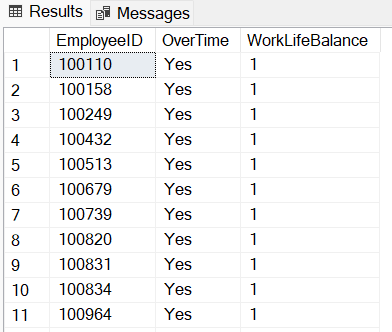 Results Messages
EmployeeID OverTime WorkLifeBalance
1 100110 Yes 1
2 100158 Yes 1
3 100249 Yes 1
4 100432 Yes 1
5 100513 Yes 1
6 100679 Yes 1
7 100739 Yes 1
8 100820 Yes 1
9 100831 Yes 1
10 100834 Yes 1
11 100964 Yes 1